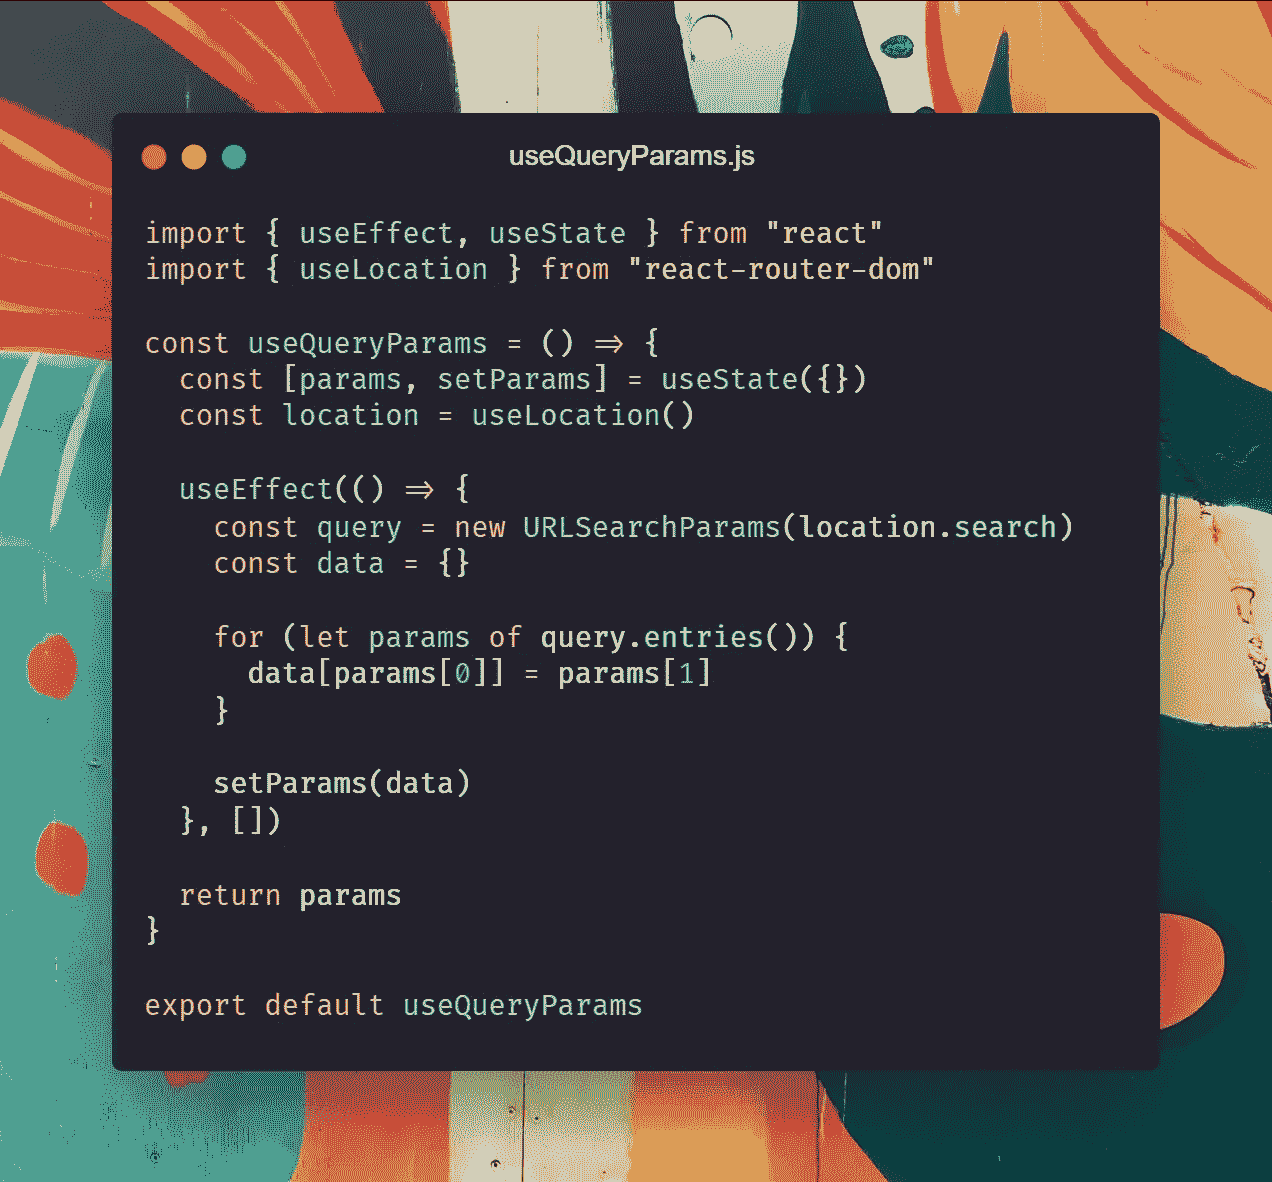 useQueryParams.js
import { useEffect, useState } from "react"
import { useLocation } from "react-router-dom"
const useQueryParams = () => {
  const [params, setParams] = useState({})
  const location = useLocation()
  useEffect(() => {
    const query = new URLSearchParams(location.search)
    const data = {}
    for (let params of query.entries()) {
      data[params[0]] = params[1]
    }
    setParams(data)
  }, [])
  return params
}
export default useQueryParams